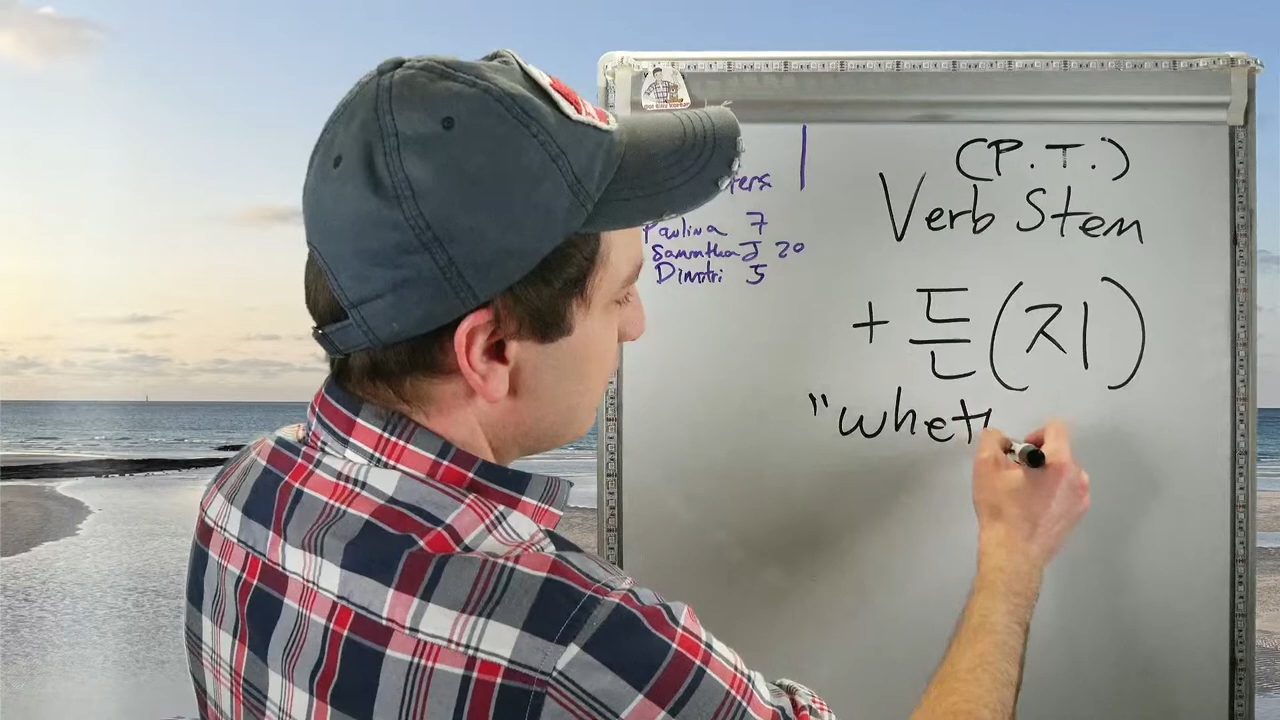 Paulina 7
Samantha J 20
Dimitri 5
(P.T.)
Verb Stem
+ 든(지)
"wheth